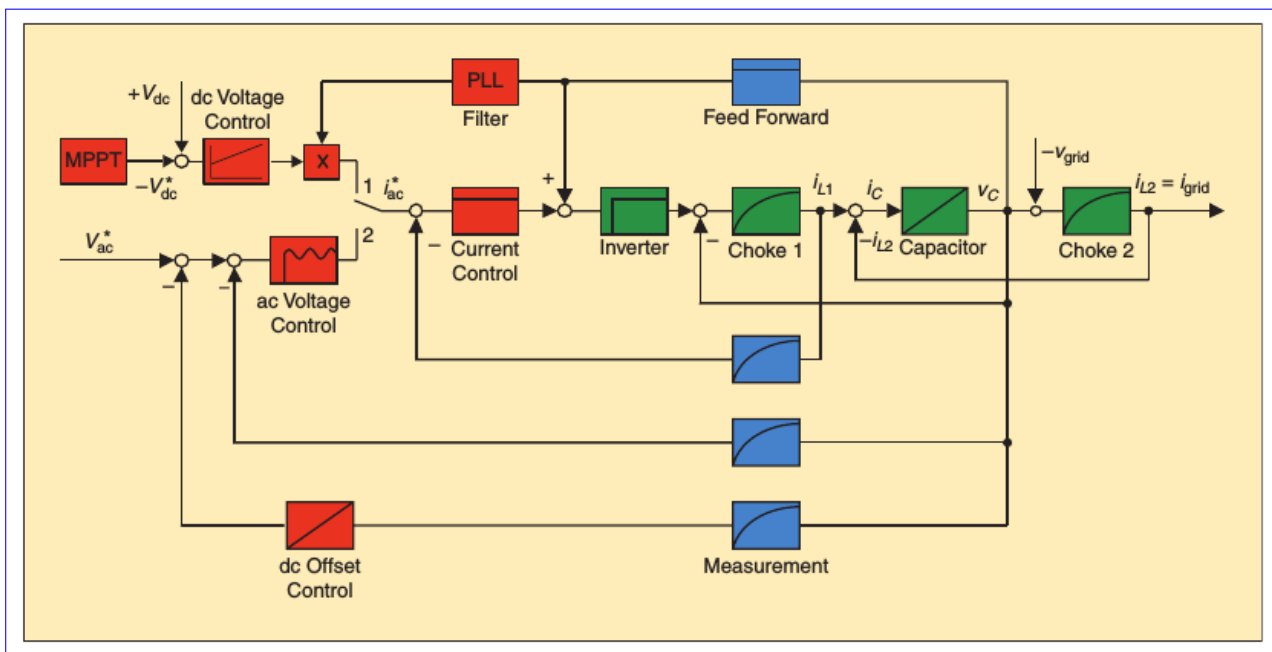 PLL
Filter
Feed Forward
+Vdc
dc Voltage
Control
MPPT
−V*dc
X
1
i*ac
2
+
−
Current
Control
Inverter
−
Choke 1
iL1
iC
−iL2
Capacitor
vC
−vgrid
iL2 = igrid
Choke 2
V*ac
−
−
ac Voltage
Control
dc Offset
Control
Measurement